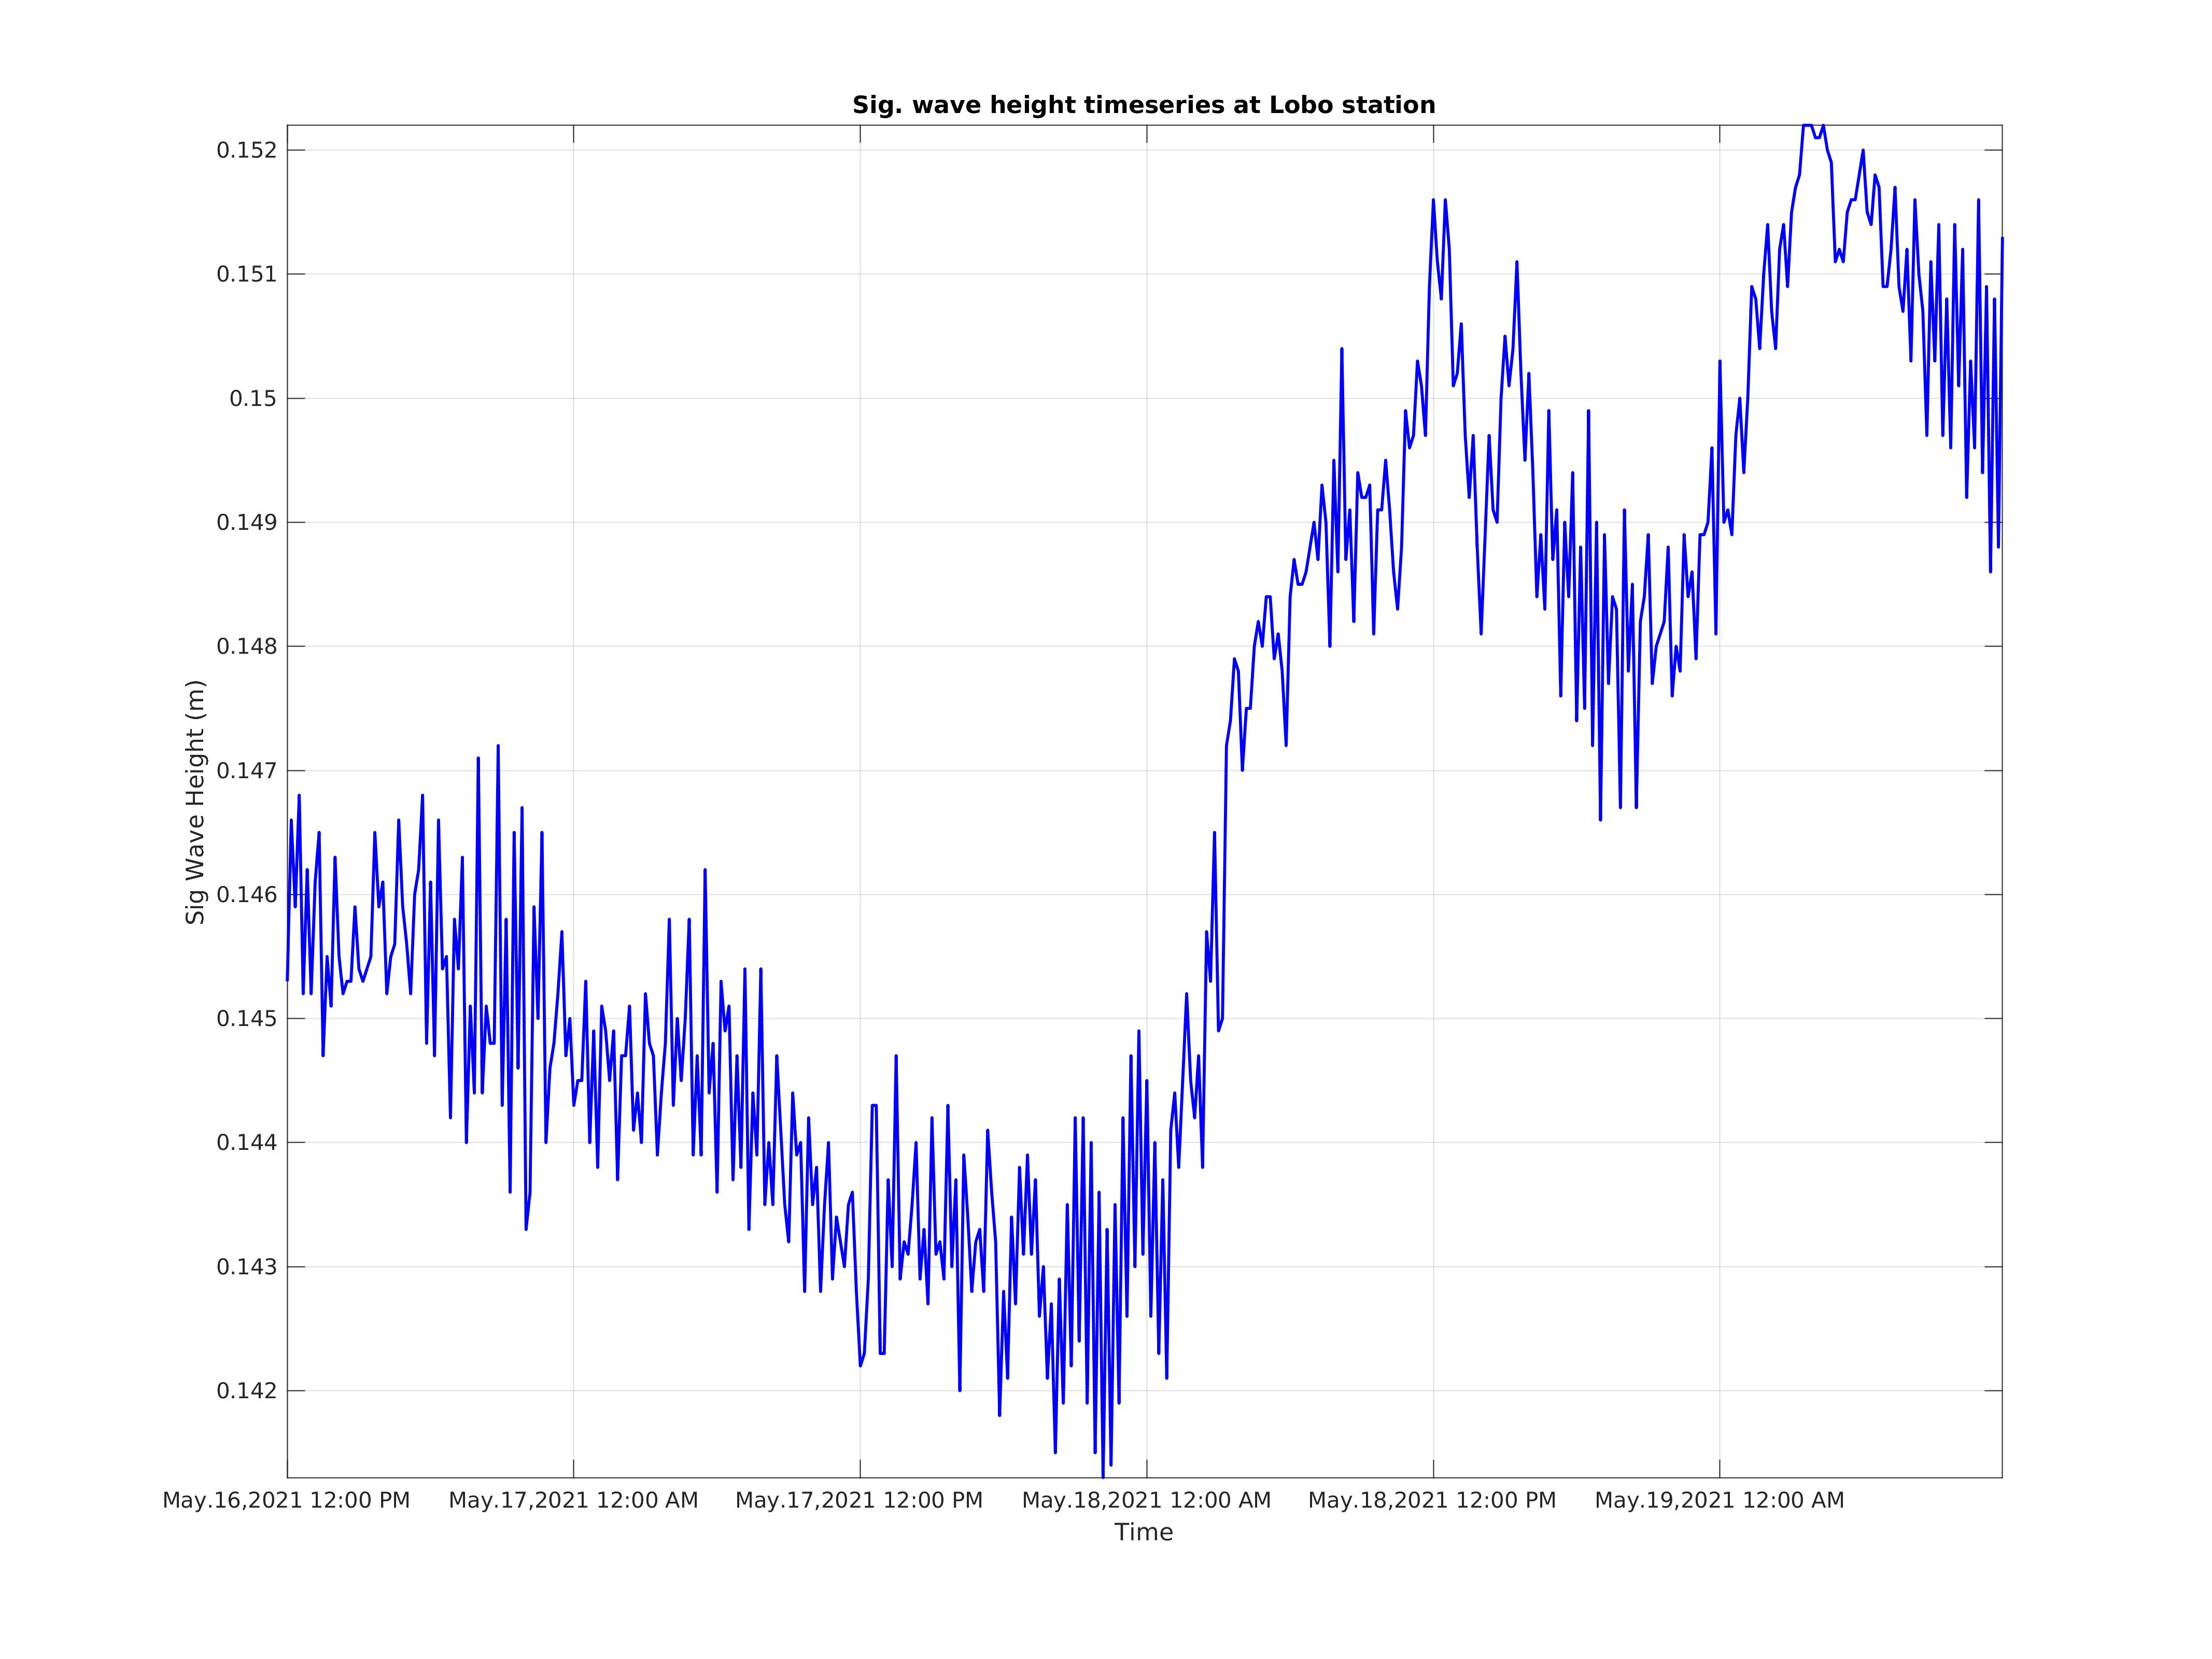 Sig. wave height timeseries at Lobo station
0.152
0.151
0.15
0.149
0.148
0.147
0.146
0.145
0.144
0.143
0.142
Sig Wave Height (m)
May.16,2021 12:00 PM May.17,2021 12:00 AM May.17,2021 12:00 PM May.18,2021 12:00 AM May.18,2021 12:00 PM May.19,2021 12:00 AM
Time